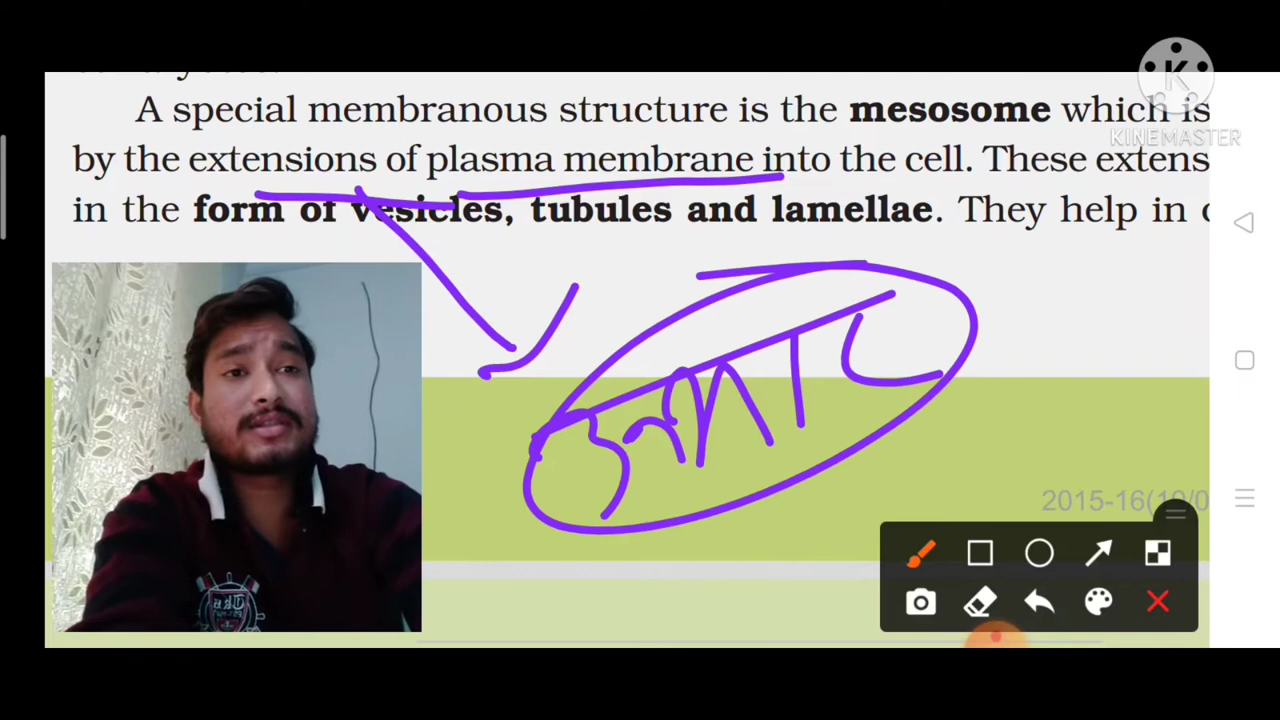 A special membranous structure is the mesosome which is
KINEMASTER
by the extensions of plasma membrane into the cell. These extens
in the form of vesicles, tubules and lamellae. They help in
2015-16